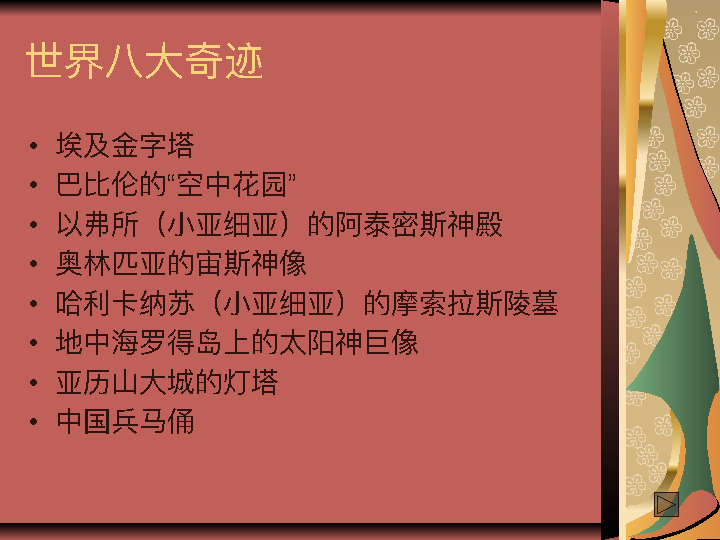 世界八大奇迹
• 埃及金字塔
• 巴比伦的“空中花园”
• 以弗所（小亚细亚）的阿泰密斯神殿
• 奥林匹亚的宙斯神像
• 哈利卡纳苏（小亚细亚）的摩索拉斯陵墓
• 地中海罗得岛上的太阳神巨像
• 亚历山大城的灯塔
• 中国兵马俑